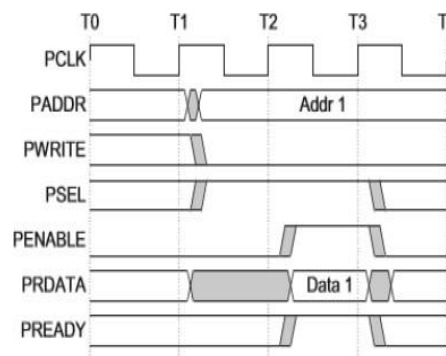 T0 T1 T2 T3
PCLK
PADDR Addr 1
PWRITE
PSEL
PENABLE
PRDATA Data 1
PREADY